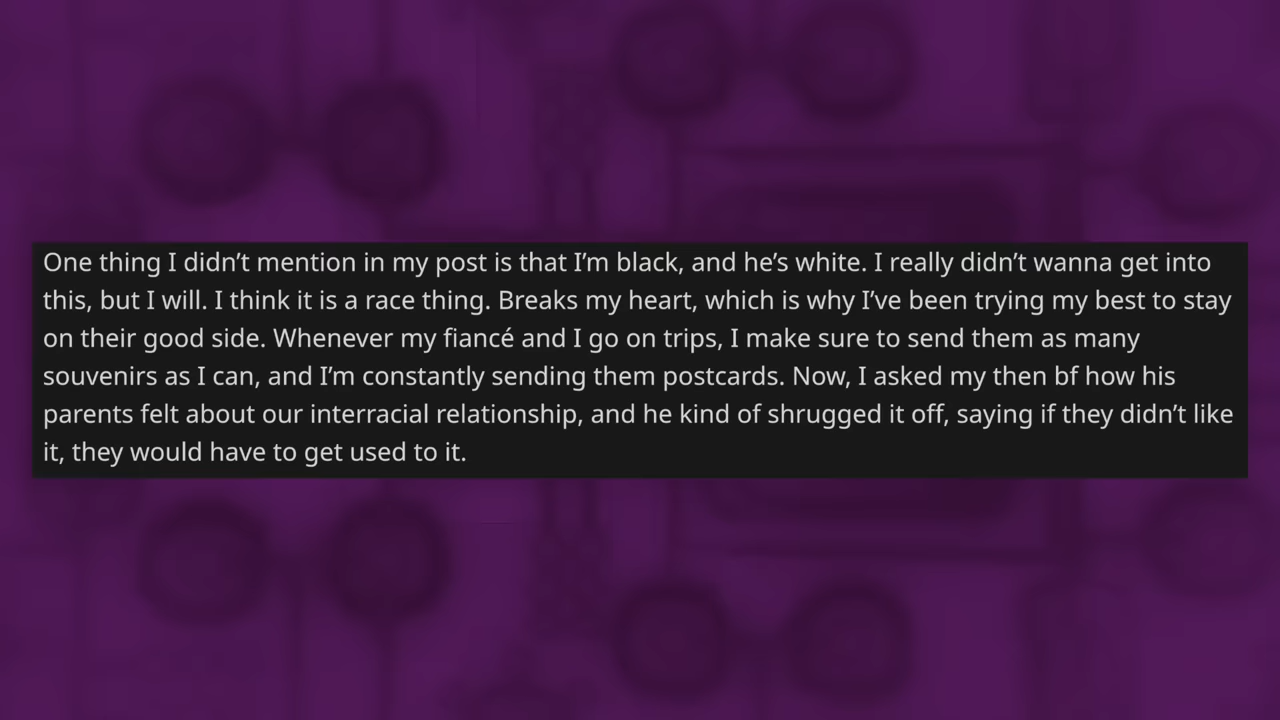 One thing I didn’t mention in my post is that I’m black, and he’s white. I really didn’t wanna get into
this, but I will. I think it is a race thing. Breaks my heart, which is why I’ve been trying my best to stay
on their good side. Whenever my fiancé and I go on trips, I make sure to send them as many
souvenirs as I can, and I’m constantly sending them postcards. Now, I asked my then bf how his
parents felt about our interracial relationship, and he kind of shrugged it off, saying if they didn’t like
it, they would have to get used to it.